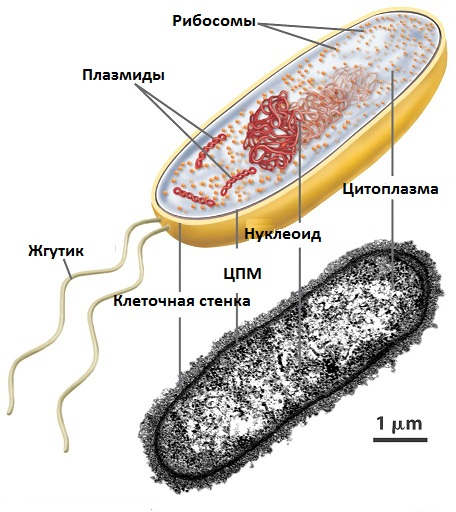 Рибосомы
Плазмиды
Цитоплазма
Нуклеоид
Жгутик
ЦПМ
Клеточная стенка
1 μm